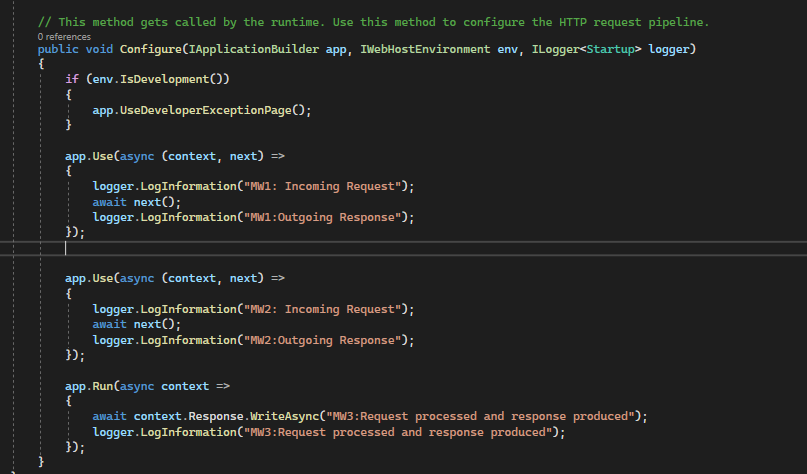 // This method gets called by the runtime. Use this method to configure the HTTP request pipeline.
0 references
public void Configure(IApplicationBuilder app, IWebHostEnvironment env, ILogger<Startup> logger)
{
if (env.IsDevelopment())
{
app.UseDeveloperExceptionPage();
}
app.Use(async (context, next) =>
{
logger.LogInformation("MW1: Incoming Request");
await next();
logger.LogInformation("MW1:Outgoing Response");
});
app.Use(async (context, next) =>
{
logger.LogInformation("MW2: Incoming Request");
await next();
logger.LogInformation("MW2:Outgoing Response");
});
app.Run(async context =>
{
await context.Response.WriteAsync("MW3:Request processed and response produced");
logger.LogInformation("MW3:Request processed and response produced");
});
}